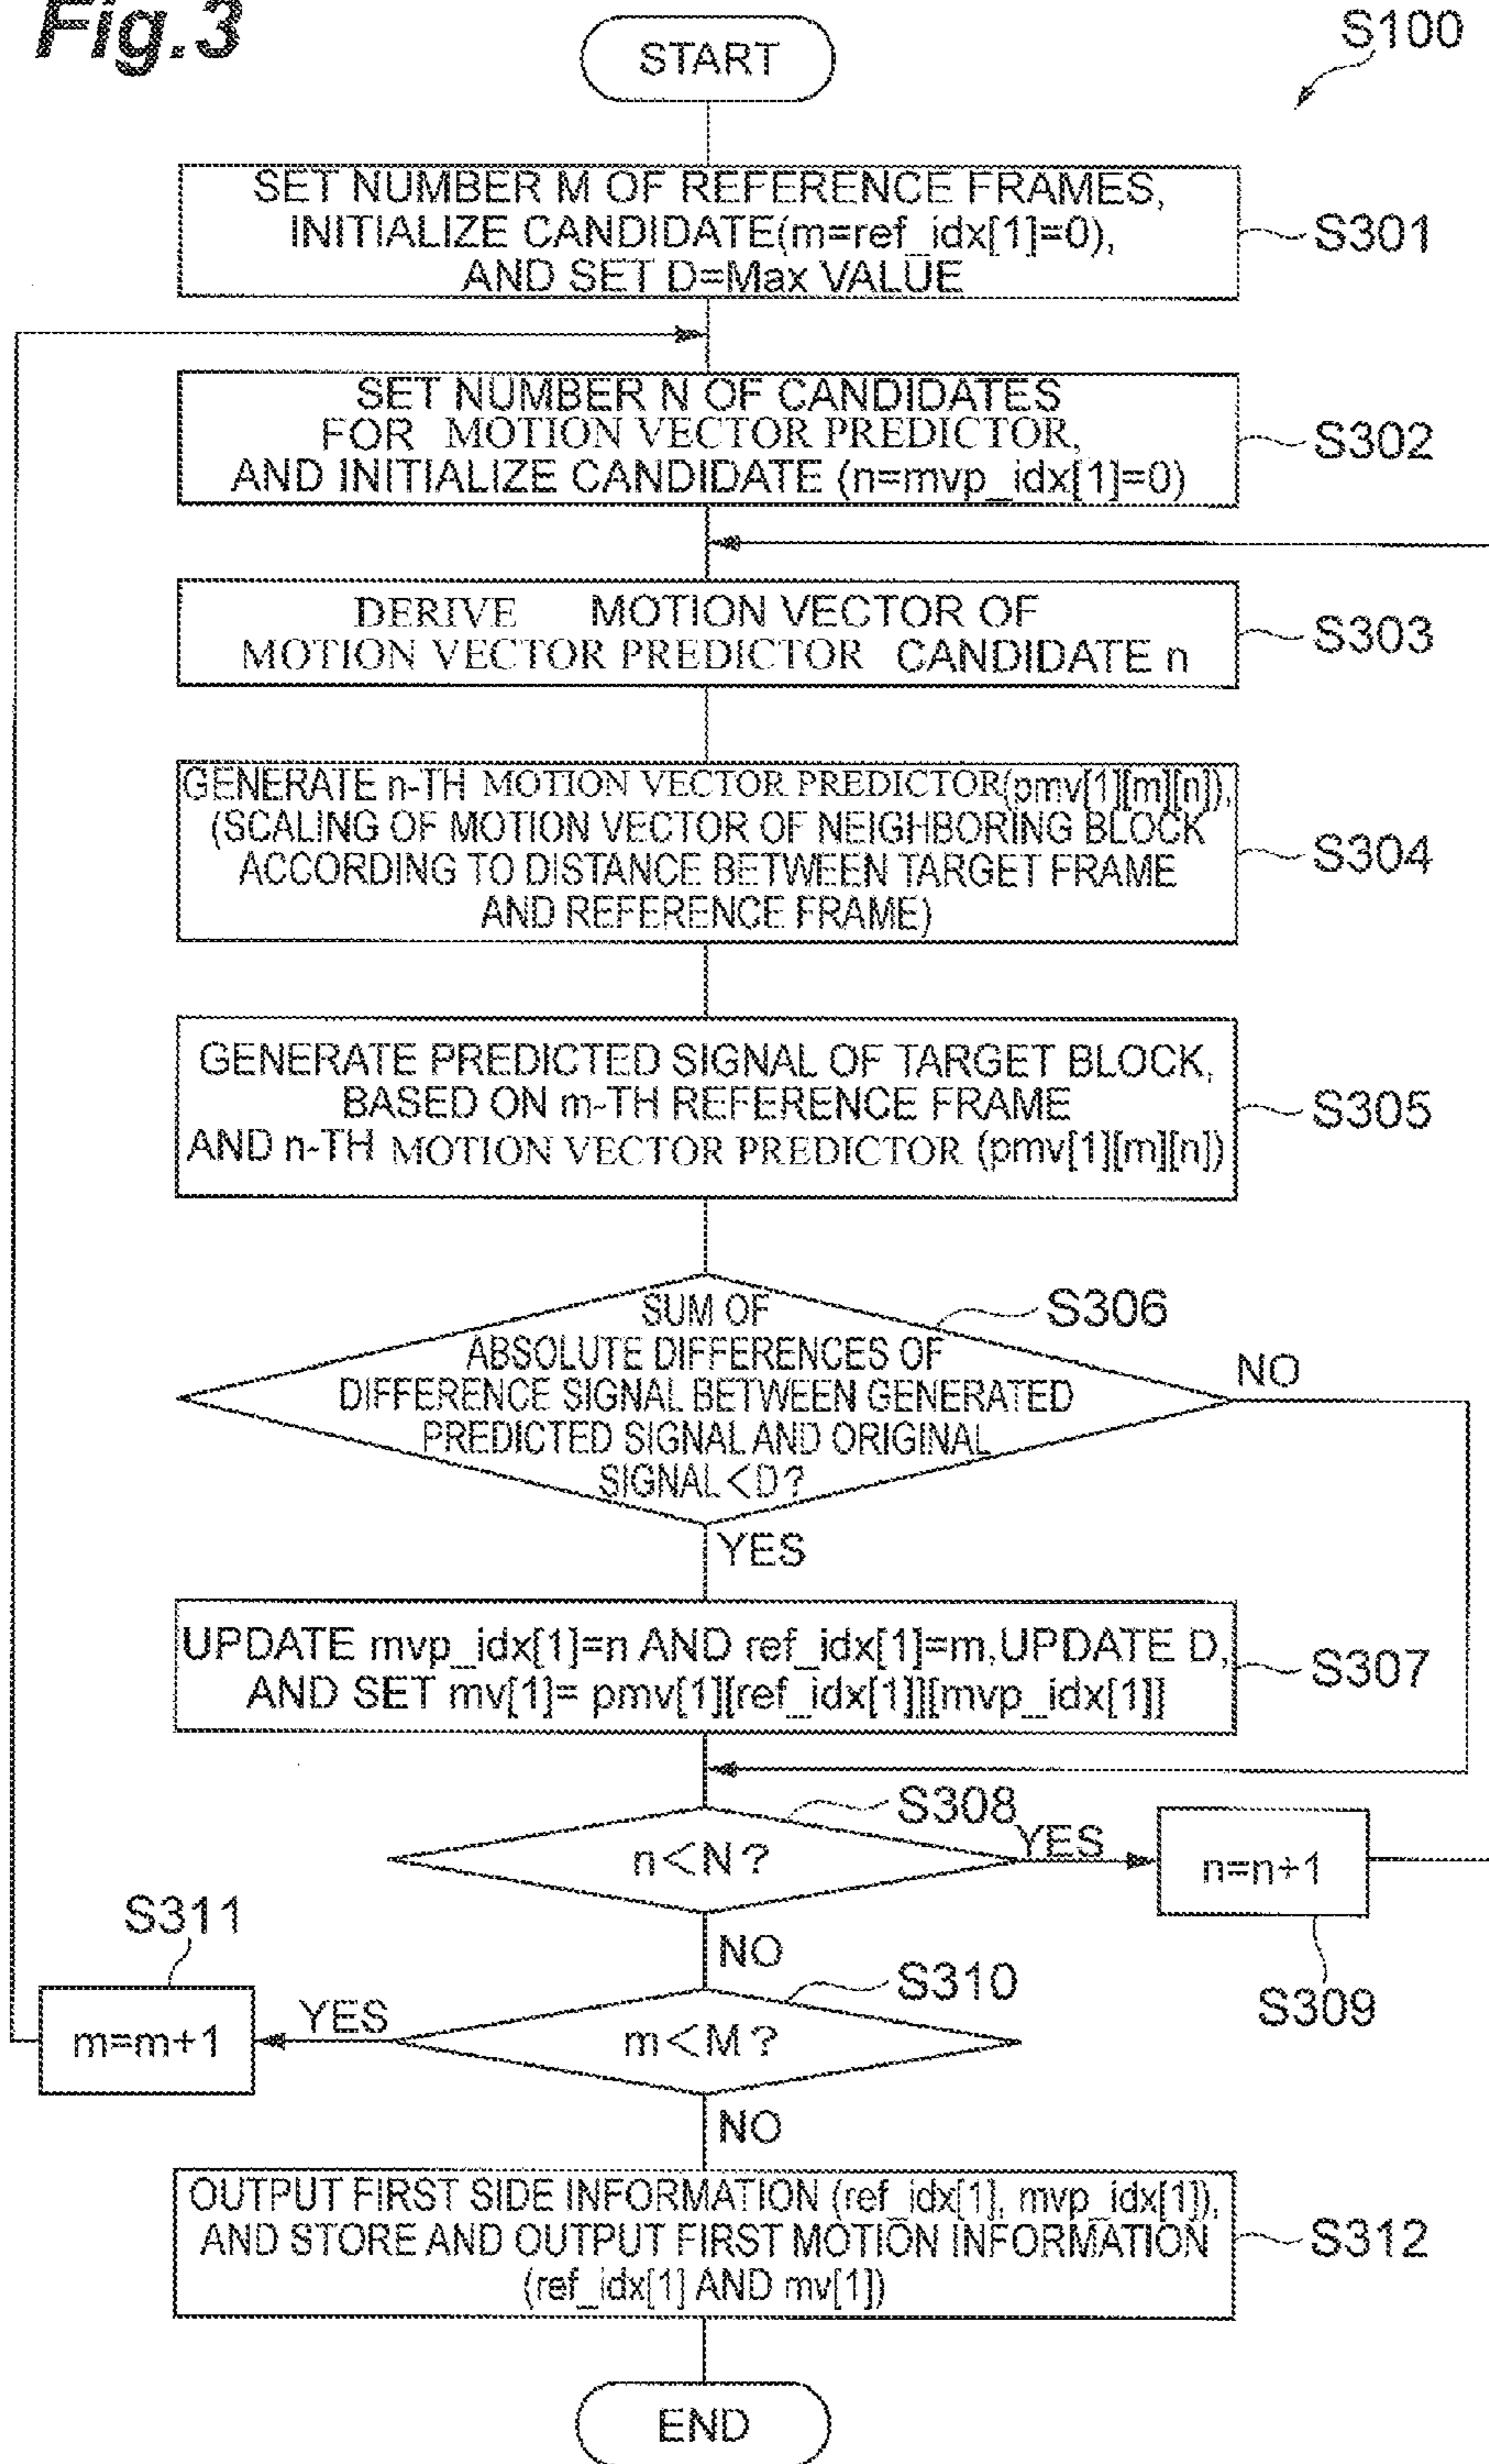 Fig.3
START
S100
SET NUMBER M OF REFERENCE FRAMES,
INITIALIZE CANDIDATE(m=ref_idx[1]=0),
AND SET D=Max VALUE
S301
SET NUMBER N OF CANDIDATES
FOR MOTION VECTOR PREDICTOR,
AND INITIALIZE CANDIDATE (n=mvp_idx[1]=0)
S302
DERIVE MOTION VECTOR OF
MOTION VECTOR PREDICTOR CANDIDATE n
S303
GENERATE n-TH MOTION VECTOR PREDICTOR(pmv[1][m][n]),
(SCALING OF MOTION VECTOR OF NEIGHBORING BLOCK
ACCORDING TO DISTANCE BETWEEN TARGET FRAME
AND REFERENCE FRAME)
S304
GENERATE PREDICTED SIGNAL OF TARGET BLOCK,
BASED ON m-TH REFERENCE FRAME
AND n-TH MOTION VECTOR PREDICTOR (pmv[1][m][n])
S305
SUM OF
ABSOLUTE DIFFERENCES OF
DIFFERENCE SIGNAL BETWEEN GENERATED
PREDICTED SIGNAL AND ORIGINAL
SIGNAL<D?
S306
NO
YES
UPDATE mvp_idx[1]=n AND ref_idx[1]=m,UPDATE D,
AND SET mv[1]= pmv[1][ref_idx[1]][mvp_idx[1]]
S307
n<N?
S308
YES
n=n+1
S309
NO
m<M?
S310
YES
m=m+1
S311
NO
OUTPUT FIRST SIDE INFORMATION (ref_idx[1], mvp_idx[1]),
AND STORE AND OUTPUT FIRST MOTION INFORMATION
(ref_idx[1] AND mv[1])
S312
END